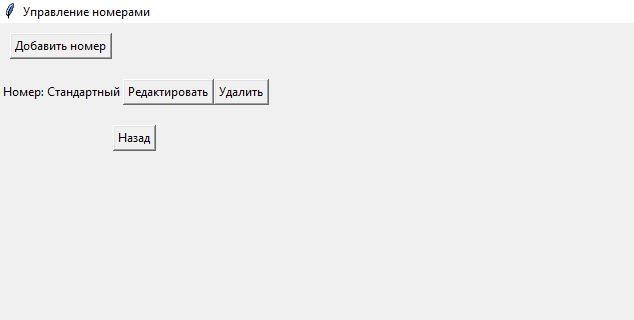 Управление номерами
Добавить номер
Номер: Стандартный Редактировать Удалить
Назад